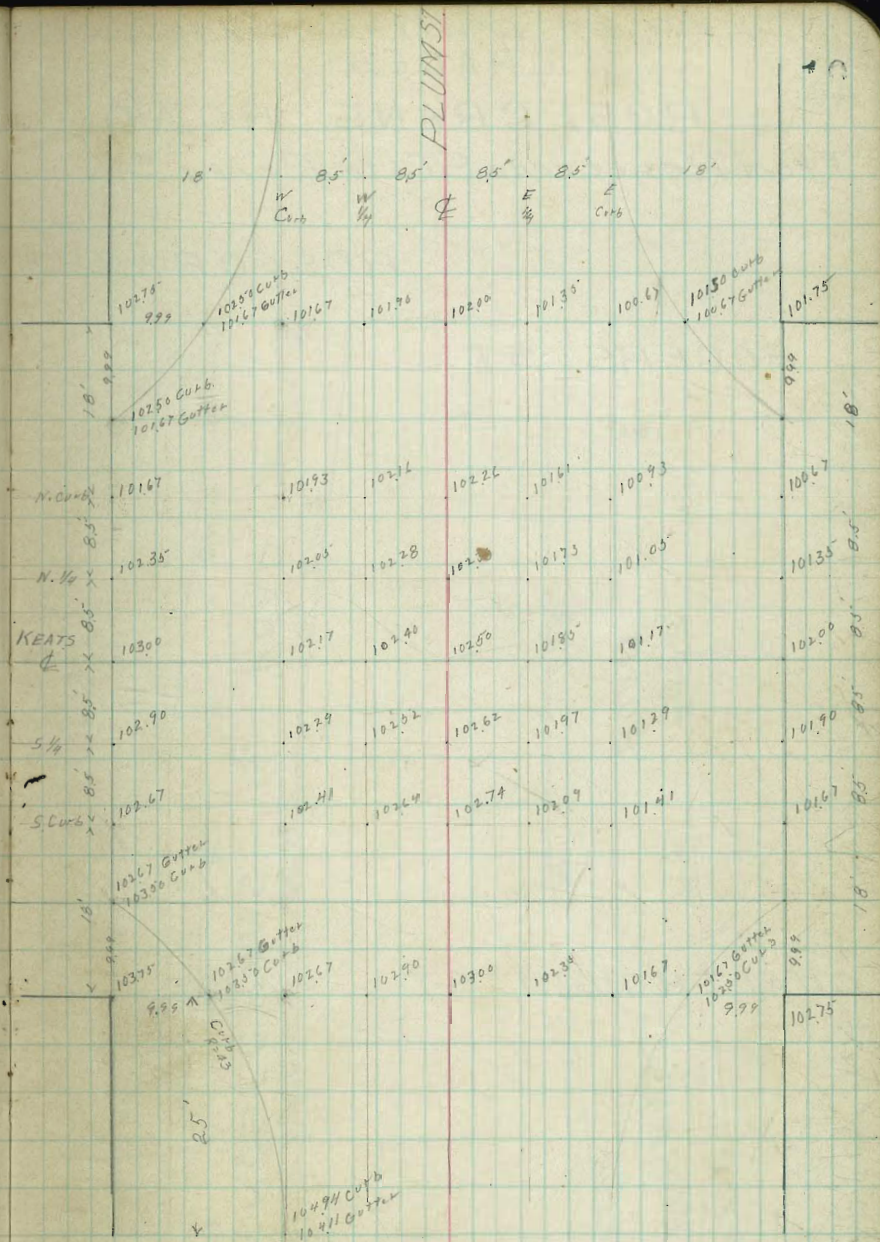 PLUM ST
18' 8.5' 8.5' 8.5' 8.5' 18'
W Curb W 1/4 ℄ E 1/4 E Curb
102.75 9.99 102.50 Curb 101.67 101.90 102.00 101.35 100.67 101.50 Curb 101.75
101.67 Gutter 100.67 Gutter
18' 9.99 9.99 18'
102.50 Curb
101.67 Gutter
N. Curb 101.67 101.93 102.16 102.26 101.61 100.93 100.67
8.5' 8.5'
N. 1/4 102.35 102.05 102.28 101.73 101.05 101.35
8.5' 8.5'
KEATS ℄ 103.00 102.17 102.40 102.50 101.85 101.17 102.00
8.5' 8.5'
S 1/4 102.90 102.29 102.52 102.62 101.97 101.29 101.90
8.5' 8.5
S. Curb 102.67 102.41 102.64 102.74 102.09 101.41 101.67
102.67 Gutter
103.50 Curb
18' 9.99 9.99 18'
102.67 Gutter 101.67 Gutter
103.75 103.50 Curb 102.67 102.90 103.00 102.35 101.67 102.50 Curb 102.75
9.99 9.99
Curb
25'
104.94 Curb
104.11 Gutter